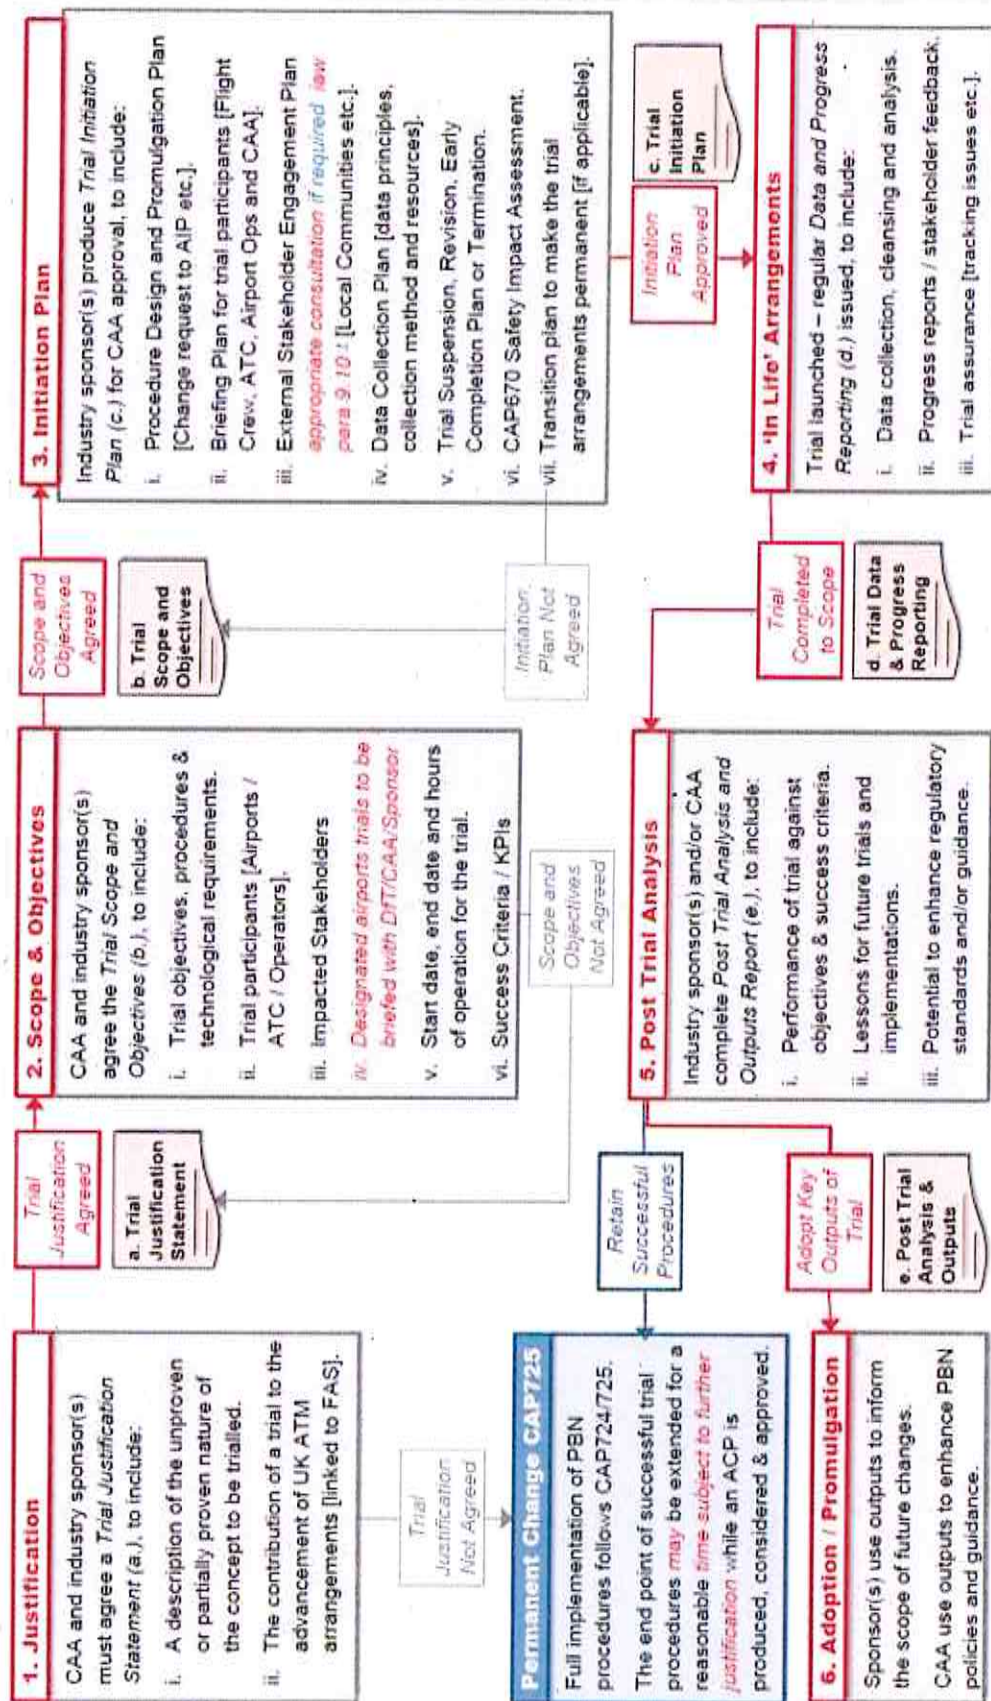 1. Justification
CAA and industry sponsor(s)
must agree a Trial Justification
Statement (a.), to include:
i. A description of the unproven
or partially proven nature of
the concept to be trialled.
ii. The contribution of a trial to the
advancement of UK ATM
arrangements [linked to FAS].
Trial
Justification
Agreed
a. Trial
Justification
Statement
Trial
Justification
Not Agreed
2. Scope & Objectives
CAA and industry sponsor(s)
agree the Trial Scope and
Objectives (b.), to include:
i. Trial objectives, procedures &
technological requirements.
ii. Trial participants [Airports /
ATC / Operators].
iii. Impacted Stakeholders
iv. Designated airports trials to be
briefed with DfT/CAA/Sponsor
v. Start date, end date and hours
of operation for the trial.
vi. Success Criteria / KPIs
Scope and
Objectives
Agreed
b. Trial
Scope and
Objectives
Scope and
Objectives
Not Agreed
3. Initiation Plan
Industry sponsor(s) produce Trial Initiation
Plan (c.) for CAA approval, to include:
i. Procedure Design and Promulgation Plan
[Change request to AIP etc.].
ii. Briefing Plan for trial participants [Flight
Crew, ATC, Airport Ops and CAA].
iii. External Stakeholder Engagement Plan
appropriate consultation if required iaw
para 9.10 : [Local Communities etc.].
iv. Data Collection Plan [data principles,
collection method and resources].
v. Trial Suspension, Revision, Early
Completion Plan or Termination.
vi. CAP670 Safety Impact Assessment.
vii. Transition plan to make the trial
arrangements permanent [if applicable].
Initiation
Plan Not
Agreed
Initiation
Plan
Approved
c. Trial
Initiation
Plan
Permanent Change CAP725
Full implementation of PBN
procedures follows CAP724/725.
The end point of successful trial
procedures may be extended for a
reasonable time subject to further
justification while an ACP is
produced, considered & approved.
Retain
Successful
Procedures
5. Post Trial Analysis
Industry sponsor(s) and/or CAA
complete Post Trial Analysis and
Outputs Report (e.), to include:
i. Performance of trial against
objectives & success criteria.
ii. Lessons for future trials and
implementations.
iii. Potential to enhance regulatory
standards and/or guidance.
Trial
Completed
to Scope
d. Trial Data
& Progress
Reporting
4. 'In Life' Arrangements
Trial launched – regular Data and Progress
Reporting (d.) issued, to include:
i. Data collection, cleansing and analysis.
ii. Progress reports / stakeholder feedback.
iii. Trial assurance [tracking issues etc.].
6. Adoption / Promulgation
Sponsor(s) use outputs to inform
the scope of future changes.
CAA use outputs to enhance PBN
policies and guidance.
Adopt Key
Outputs of
Trial
e. Post Trial
Analysis &
Outputs